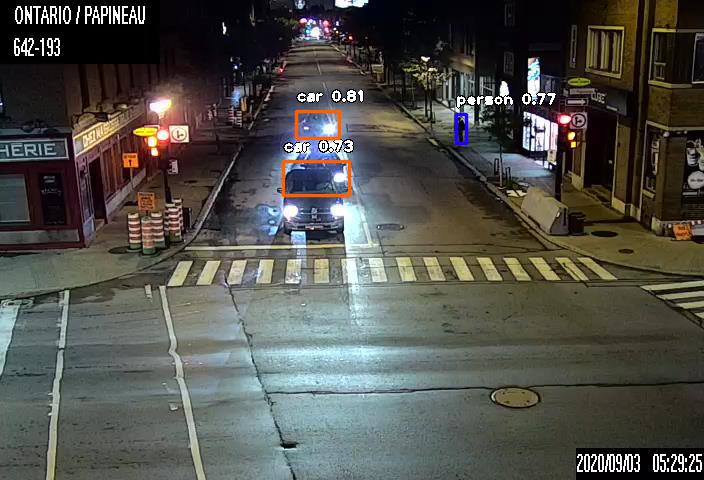 ONTARIO / PAPINEAU
642-193
car 0.81
person 0.77
car 0.73
HERIE
2020/09/03 05:29:25